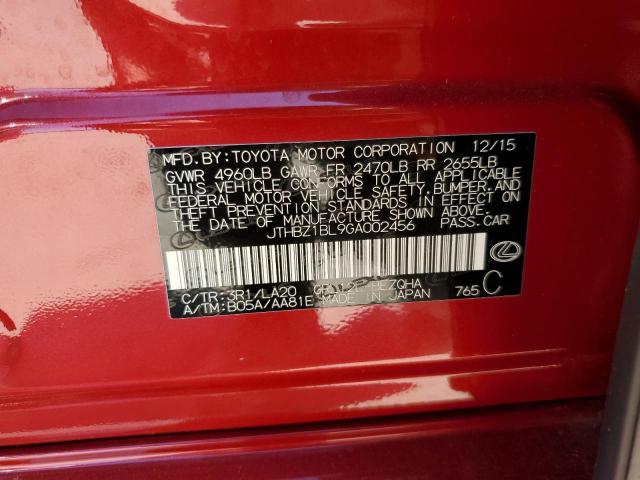 MFD. BY: TOYOTA MOTOR CORPORATION 12/15
GVWR 4960LB GAWR FR 2470LB RR 2655LB
THIS VEHICLE CONFORMS TO ALL APPLICABLE
FEDERAL MOTOR VEHICLE SAFETY, BUMPER, AND
THEFT PREVENTION STANDARDS IN EFFECT ON
THE DATE OF MANUFACTURE SHOWN ABOVE.
JTHBZ1BL9GA002456 PASS.CAR
C/TR: 3R1/LA20 BEZQHA
A/TM: B05A/AA81E MADE IN JAPAN 765 C